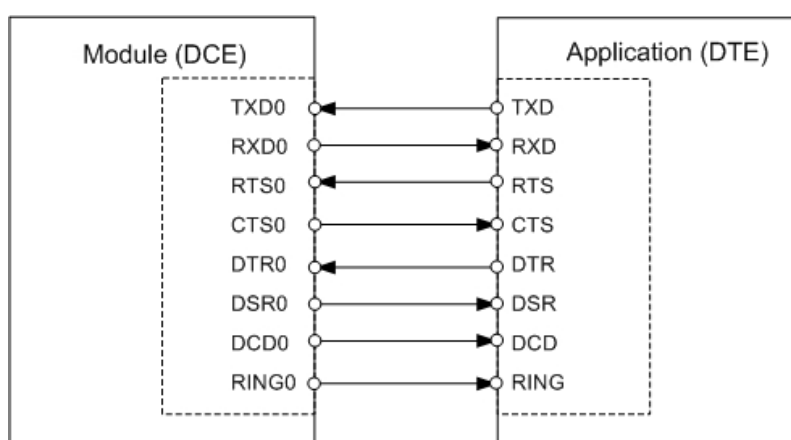 Module (DCE)
Application (DTE)
TXD0
TXD
RXD0
RXD
RTS0
RTS
CTS0
CTS
DTR0
DTR
DSR0
DSR
DCD0
DCD
RING0
RING